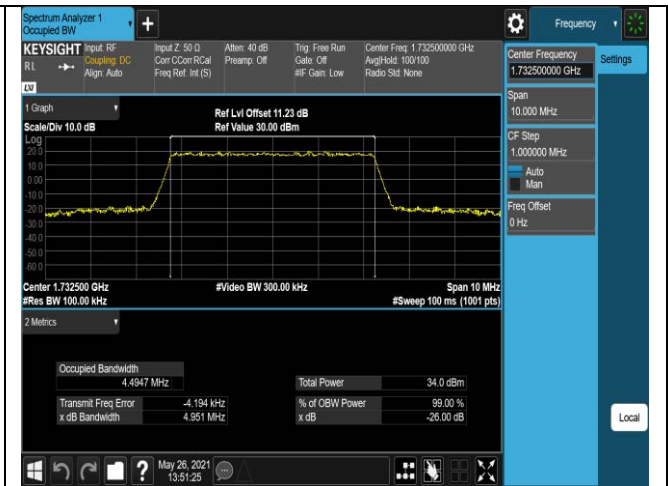 Spectrum Analyzer 1
Occupied BW
+
Frequency
KEYSIGHT
RL
Input: RF
Coupling: DC
Align: Auto
Input Z: 50 Ω
Corr CCorr RCal
Freq Ref: Int (S)
Atten: 40 dB
Preamp: Off
Trig: Free Run
Gate: Off
#IF Gain: Low
Center Freq: 1.732500000 GHz
Avg|Hold: 100/100
Radio Std: None
LXI
1 Graph
Scale/Div 10.0 dB
Ref Lvl Offset 11.23 dB
Ref Value 30.00 dBm
Log
20.0
10.0
0.00
-10.0
-20.0
-30.0
-40.0
-50.0
-60.0
Center 1.732500 GHz
#Res BW 100.00 kHz
#Video BW 300.00 kHz
Span 10 MHz
#Sweep 100 ms (1001 pts)
2 Metrics
Occupied Bandwidth
4.4947 MHz
Total Power 34.0 dBm
Transmit Freq Error -4.194 kHz
% of OBW Power 99.00 %
x dB Bandwidth 4.951 MHz
x dB -26.00 dB
Center Frequency
1.732500000 GHz
Settings
Span
10.000 MHz
CF Step
1.000000 MHz
Auto
Man
Freq Offset
0 Hz
Local
?
May 26, 2021
13:51:25